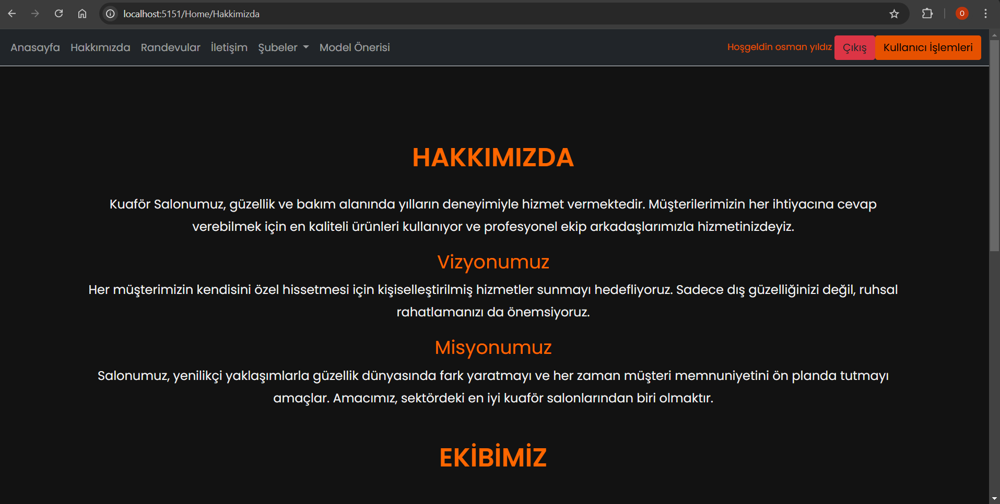 localhost:5151/Home/Hakkimizda
O
Anasayfa Hakkımızda Randevular İletişim Şubeler Model Önerisi Hoşgeldin osman yıldız Çıkış Kullanıcı İşlemleri
HAKKIMIZDA
Kuaför Salonumuz, güzellik ve bakım alanında yılların deneyimiyle hizmet vermektedir. Müşterilerimizin her ihtiyacına cevap
verebilmek için en kaliteli ürünleri kullanıyor ve profesyonel ekip arkadaşlarımızla hizmetinizdeyiz.
Vizyonumuz
Her müşterimizin kendisini özel hissetmesi için kişiselleştirilmiş hizmetler sunmayı hedefliyoruz. Sadece dış güzelliğinizi değil, ruhsal
rahatlamanızı da önemsiyoruz.
Misyonumuz
Salonumuz, yenilikçi yaklaşımlarla güzellik dünyasında fark yaratmayı ve her zaman müşteri memnuniyetini ön planda tutmayı
amaçlar. Amacımız, sektördeki en iyi kuaför salonlarından biri olmaktır.
EKİBİMİZ